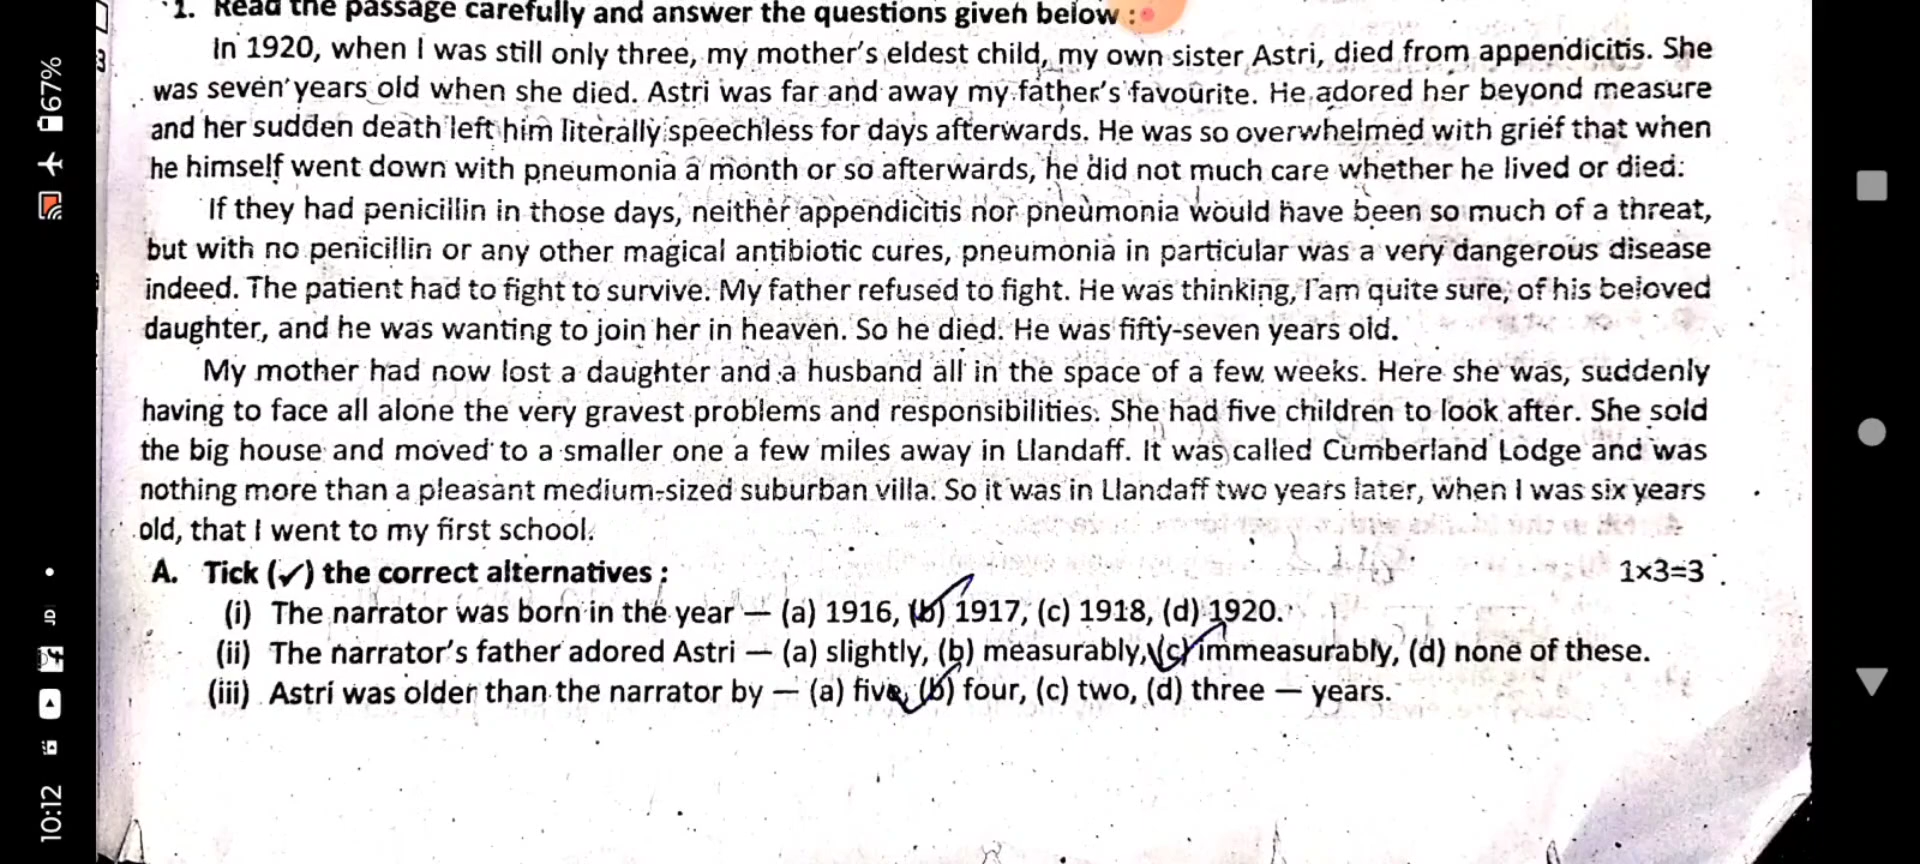 1. Read the passage carefully and answer the questions given below :
In 1920, when I was still only three, my mother's eldest child, my own sister Astri, died from appendicitis. She
was seven years old when she died. Astri was far and away my father's favourite. He adored her beyond measure
and her sudden death left him literally speechless for days afterwards. He was so overwhelmed with grief that when
he himself went down with pneumonia a month or so afterwards, he did not much care whether he lived or died.
If they had penicillin in those days, neither appendicitis nor pneumonia would have been so much of a threat,
but with no penicillin or any other magical antibiotic cures, pneumonia in particular was a very dangerous disease
indeed. The patient had to fight to survive. My father refused to fight. He was thinking, I am quite sure, of his beloved
daughter, and he was wanting to join her in heaven. So he died. He was fifty-seven years old.
My mother had now lost a daughter and a husband all in the space of a few weeks. Here she was, suddenly
having to face all alone the very gravest problems and responsibilities. She had five children to look after. She sold
the big house and moved to a smaller one a few miles away in Llandaff. It was called Cumberland Lodge and was
nothing more than a pleasant medium-sized suburban villa. So it was in Llandaff two years later, when I was six years
old, that I went to my first school.
A. Tick (✓) the correct alternatives : 1×3=3
(i) The narrator was born in the year — (a) 1916, (b) 1917, (c) 1918, (d) 1920.
(ii) The narrator's father adored Astri — (a) slightly, (b) measurably, (c) immeasurably, (d) none of these.
(iii) Astri was older than the narrator by — (a) five, (b) four, (c) two, (d) three — years.
67%
10:12